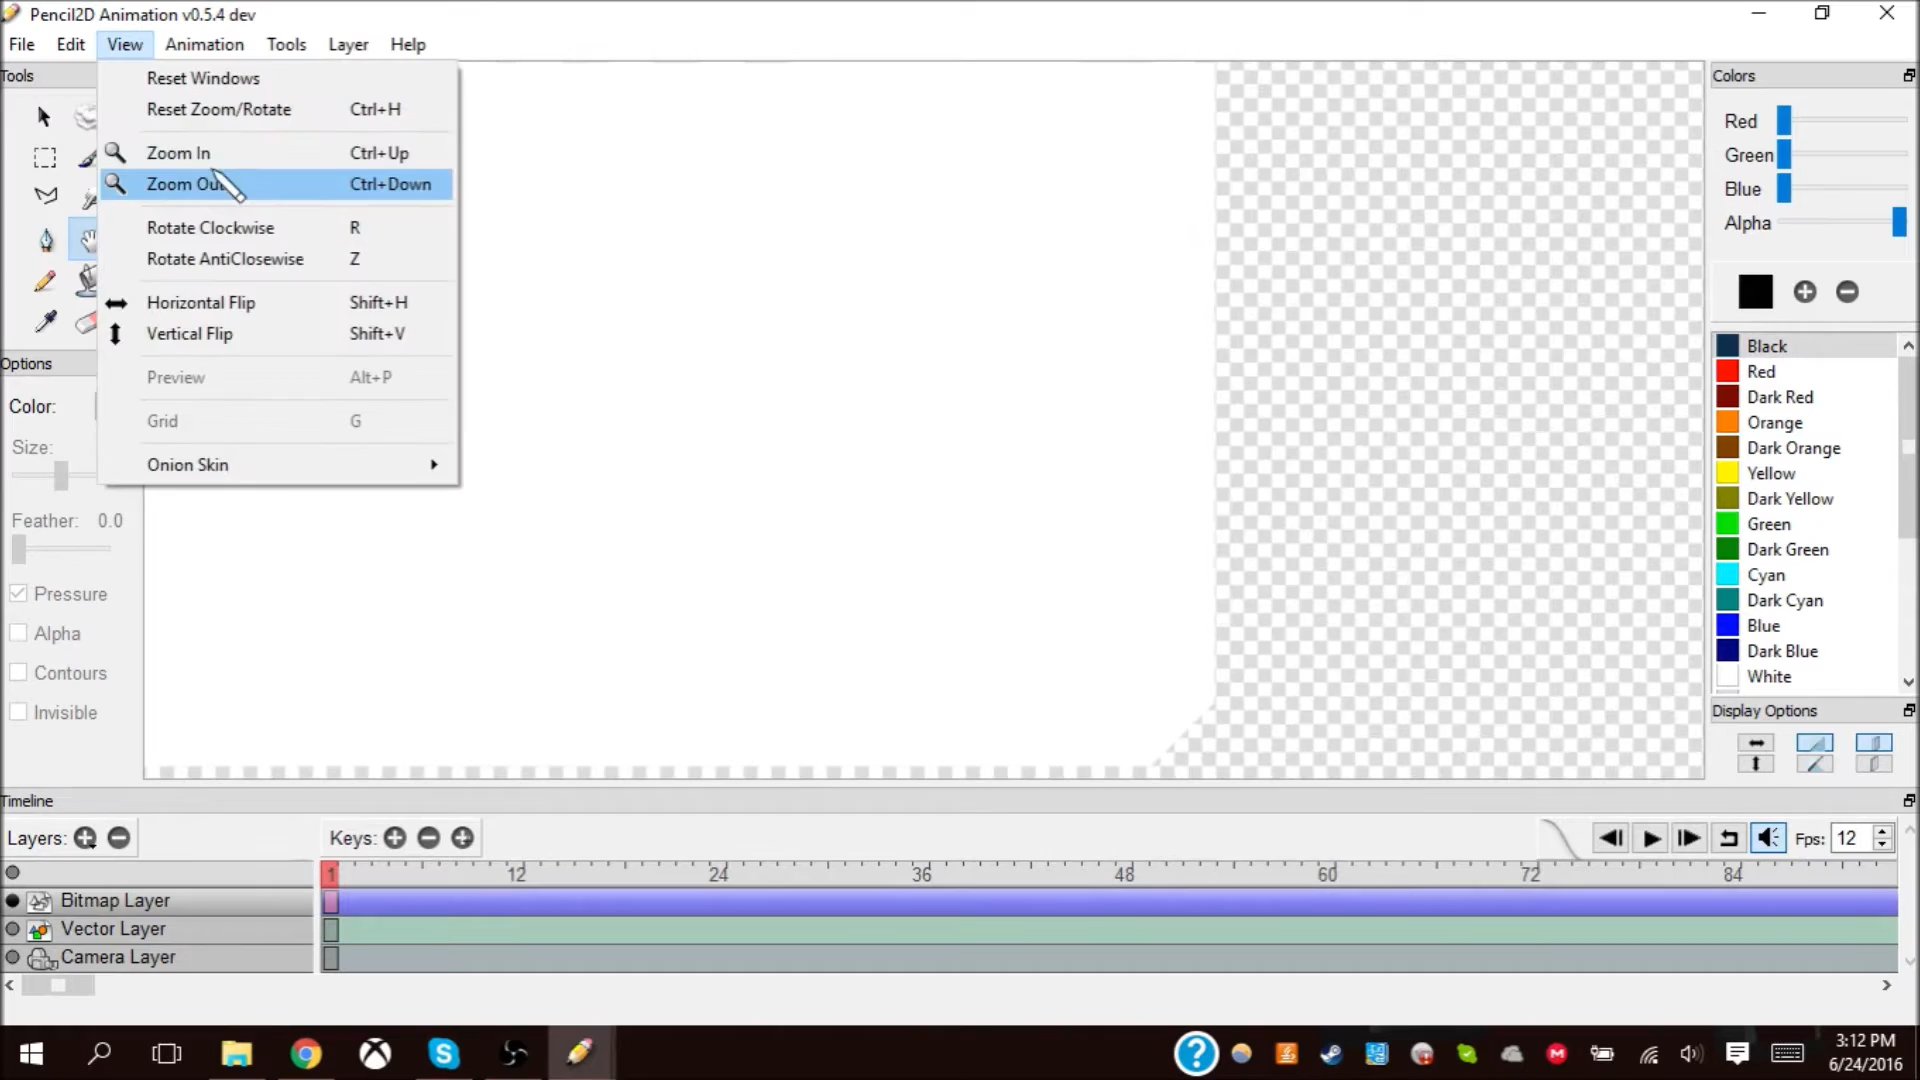 Pencil2D Animation v0.5.4 dev
File Edit View Animation Tools Layer Help
Tools
Reset Windows
Reset Zoom/Rotate Ctrl+H
Zoom In Ctrl+Up
Zoom Out Ctrl+Down
Rotate Clockwise R
Rotate AntiClosewise Z
Horizontal Flip Shift+H
Vertical Flip Shift+V
Preview Alt+P
Grid G
Onion Skin
Options
Color:
Size:
Feather: 0.0
Pressure
Alpha
Contours
Invisible
Colors
Red
Green
Blue
Alpha
Black
Red
Dark Red
Orange
Dark Orange
Yellow
Dark Yellow
Green
Dark Green
Cyan
Dark Cyan
Blue
Dark Blue
White
Display Options
Timeline
Layers: Keys: Fps: 12
1 12 24 36 48 60 72 84
Bitmap Layer
Vector Layer
Camera Layer
3:12 PM
6/24/2016